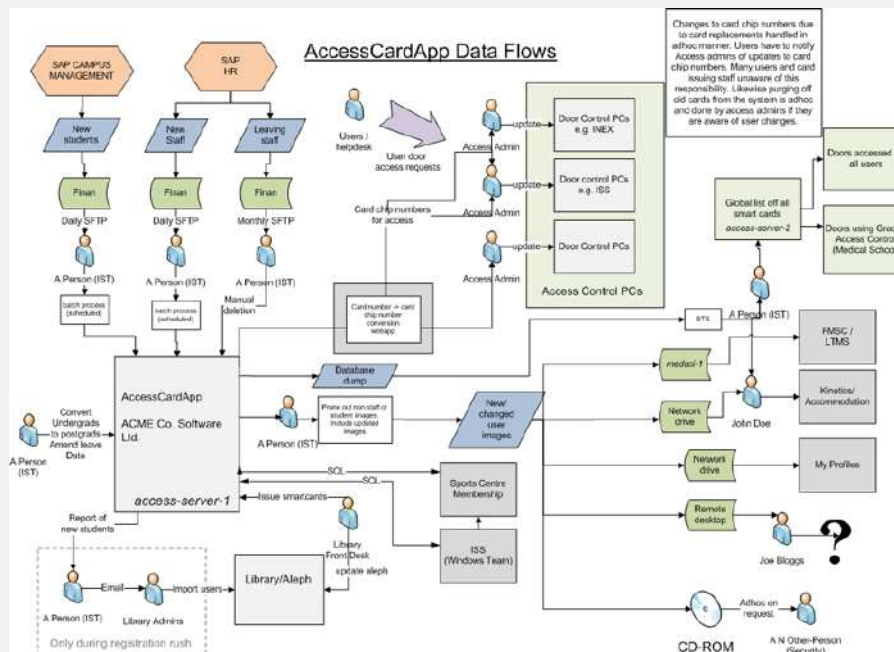 AccessCardApp Data Flows
SAP CAMPUS
MANAGEMENT
SAP
HR
New
students
New
Staff
Leaving
staff
Finan
Finan
Finan
Daily SFTP
Daily SFTP
Monthly SFTP
A Person (IST)
A Person (IST)
A Person (IST)
batch process
(scheduled)
batch process
(scheduled)
Manual
deletion
Users /
helpdesk
User door
access requests
Card chip numbers
for access
Access Admin
Access Admin
Access Admin
update
update
update
Door Control PCs
e.g. INEX
Door control PCs
e.g. ISS
Door Control PCs
Access Control PCs
Changes to card chip numbers due
to card replacements handled in
adhoc manner. Users have to notify
Access admins of updates to card
chip numbers. Many users and card
issuing staff unaware of this
responsibility. Likewise purging off
old cards from the system is adhoc
and done by access admins if they
are aware of user changes.
Doors accessed
all users
Global list off all
smart cards
access-server-2
Doors using
Access Control
(Medical School
Card number -> card
chip number
conversion
webapp
A Person (IST)
Database
dump
AccessCardApp
ACME Co. Software
Ltd.
access-server-1
Convert
Undergrads
to postgrads
Amend leave
Date
A Person
(IST)
A Person (IST)
Prune out non staff or
student images.
Include updated
images
New/
changed
user
images
FMSC /
LTMS
Network
drive
John Doe
Kinetics/
Accommodation
Network
drive
My Profiles
Remote
desktop
Joe Bloggs
?
SQL
SQL
Sports Centre
Membership
ISS
(Windows Team)
Issue smartcards
Library
Front Desk
update aleph
Report of
new students
A Person (IST)
Email
Library Admins
Import users
Library/Aleph
Only during registration rush
CD-ROM
Adhoc on
request
A N Other-Person
(Security)